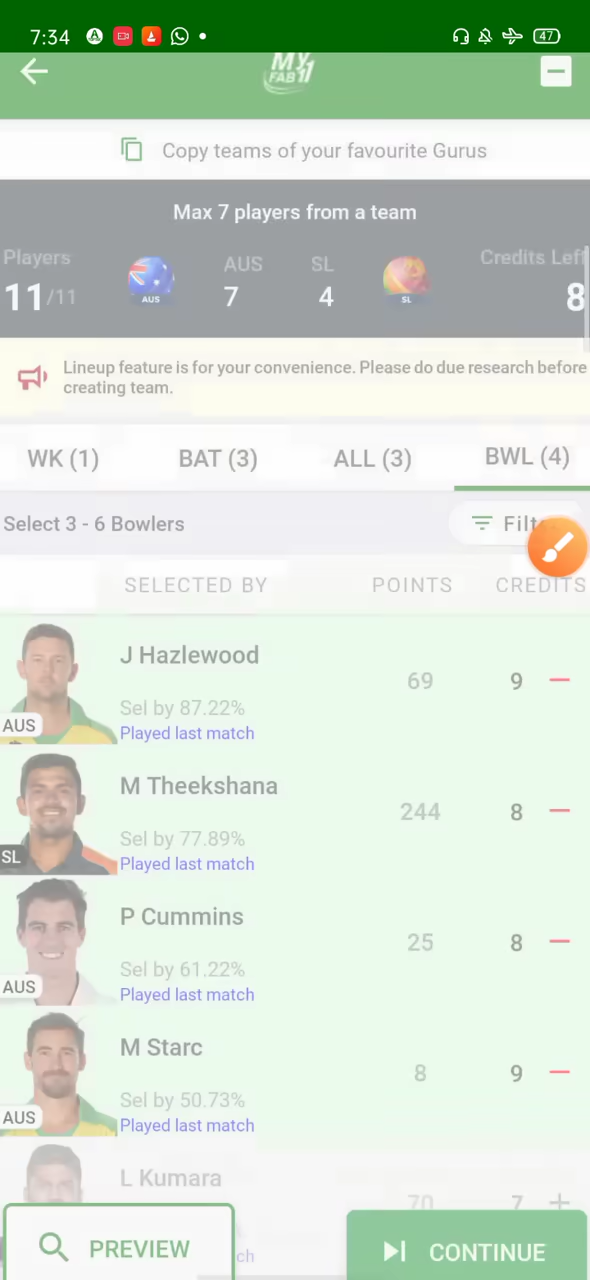 7:34
47
MY
FAB11
Copy teams of your favourite Gurus
Max 7 players from a team
Players
AUS
SL
Credits Left
11/11
AUS
7
4
SL
8
Lineup feature is for your convenience. Please do due research before
creating team.
WK (1)
BAT (3)
ALL (3)
BWL (4)
Select 3 - 6 Bowlers
Filt
SELECTED BY
POINTS
CREDITS
J Hazlewood
69
9
Sel by 87.22%
AUS
Played last match
M Theekshana
244
8
Sel by 77.89%
SL
Played last match
P Cummins
25
8
Sel by 61.22%
AUS
Played last match
M Starc
8
9
Sel by 50.73%
AUS
Played last match
L Kumara
70
7
ch
PREVIEW
CONTINUE